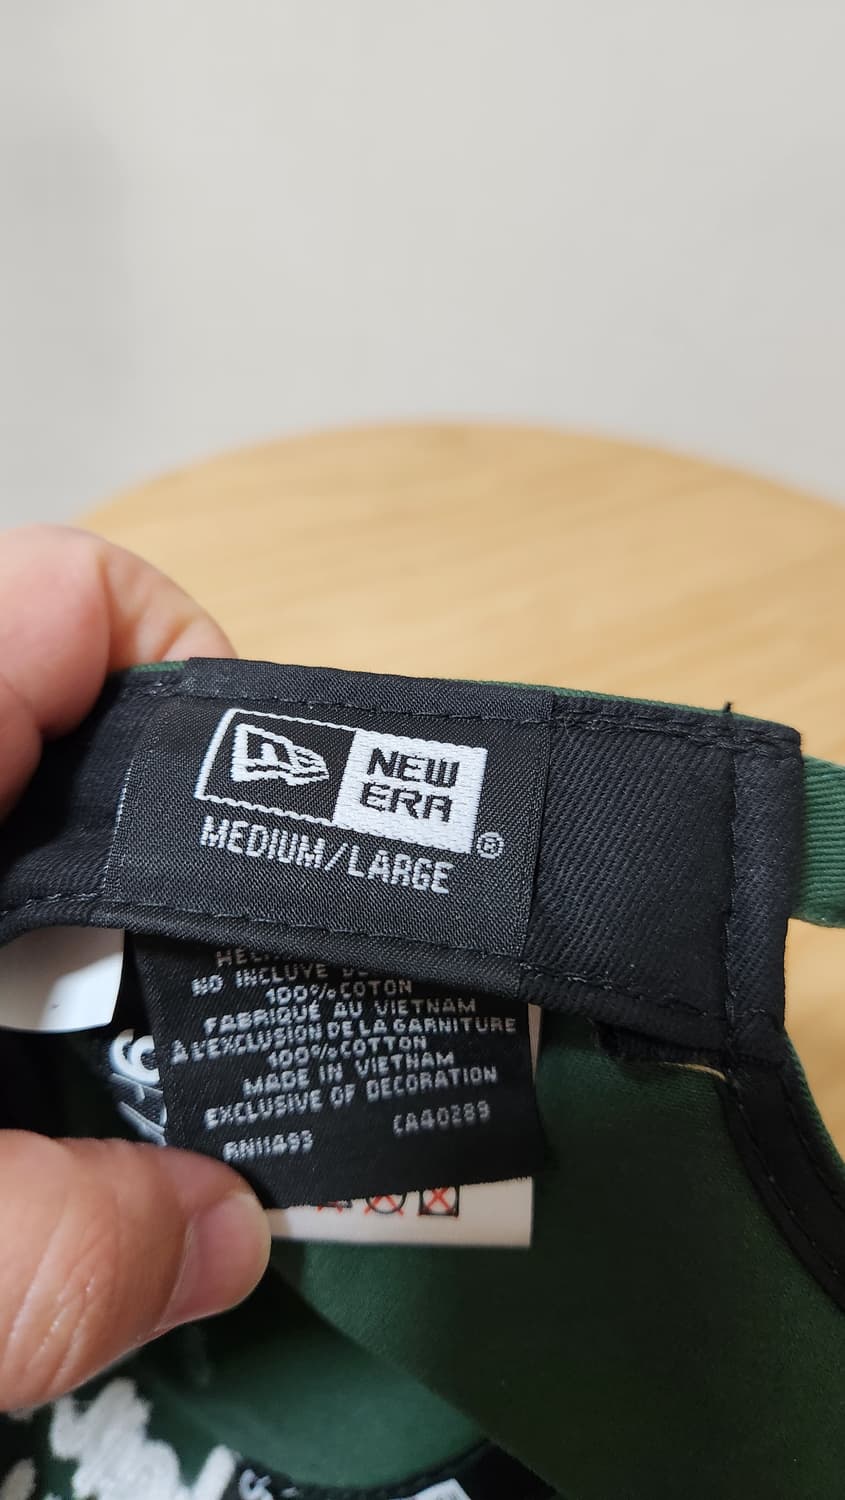 NEW
ERA
®
MEDIUM/LARGE
NO INCLUYE
100% COTON
FABRIQUÉ AU VIETNAM
À L'EXCLUSION DE LA GARNITURE
100% COTTON
MADE IN VIETNAM
EXCLUSIVE OF DECORATION
RN11493 CA40289